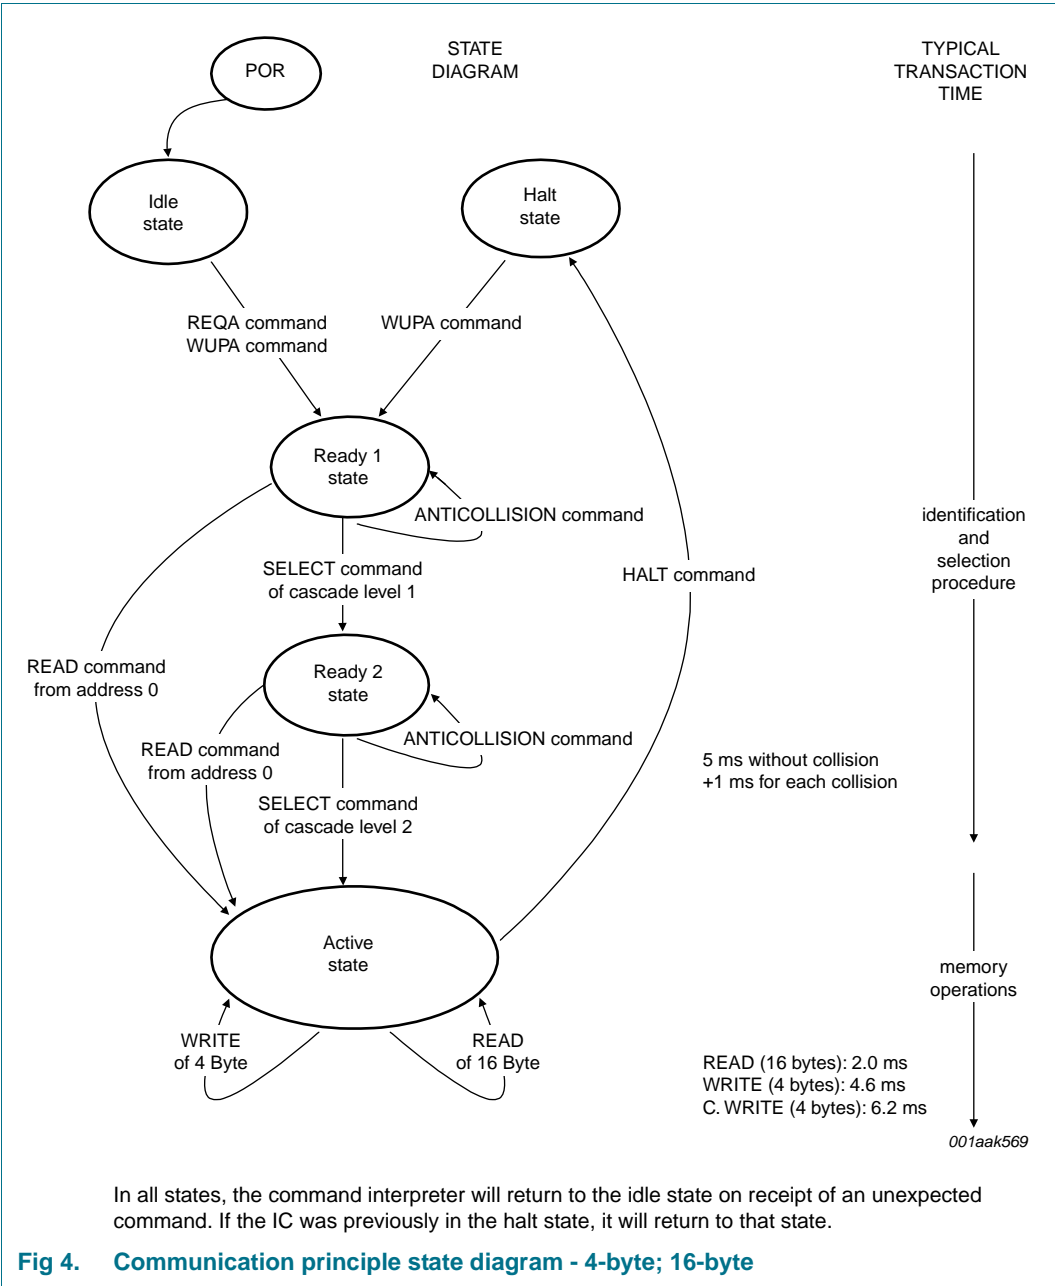 POR
STATE
DIAGRAM
TYPICAL
TRANSACTION
TIME
Idle
state
Halt
state
REQA command
WUPA command
WUPA command
Ready 1
state
ANTICOLLISION command
identification
and
selection
procedure
SELECT command
of cascade level 1
HALT command
READ command
from address 0
Ready 2
state
ANTICOLLISION command
READ command
from address 0
5 ms without collision
+1 ms for each collision
SELECT command
of cascade level 2
Active
state
memory
operations
WRITE
of 4 Byte
READ
of 16 Byte
READ (16 bytes): 2.0 ms
WRITE (4 bytes): 4.6 ms
C. WRITE (4 bytes): 6.2 ms
001aak569
In all states, the command interpreter will return to the idle state on receipt of an unexpected
command. If the IC was previously in the halt state, it will return to that state.
Fig 4. Communication principle state diagram - 4-byte; 16-byte